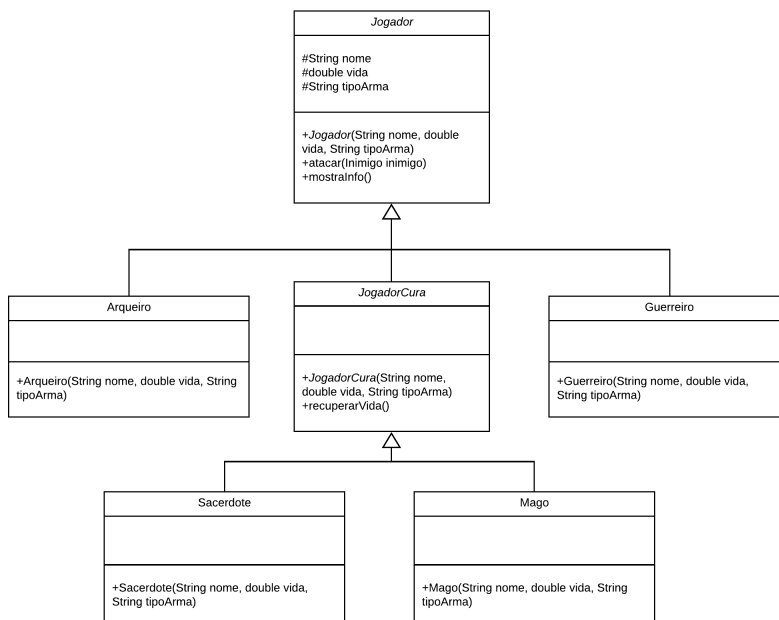 Jogador
#String nome
#double vida
#String tipoArma
+Jogador(String nome, double
vida, String tipoArma)
+atacar(Inimigo inimigo)
+mostraInfo()
Arqueiro
+Arqueiro(String nome, double vida, String
tipoArma)
JogadorCura
+JogadorCura(String nome,
double vida, String tipoArma)
+recuperarVida()
Guerreiro
+Guerreiro(String nome, double vida,
String tipoArma)
Sacerdote
+Sacerdote(String nome, double vida,
String tipoArma)
Mago
+Mago(String nome, double vida, String
tipoArma)